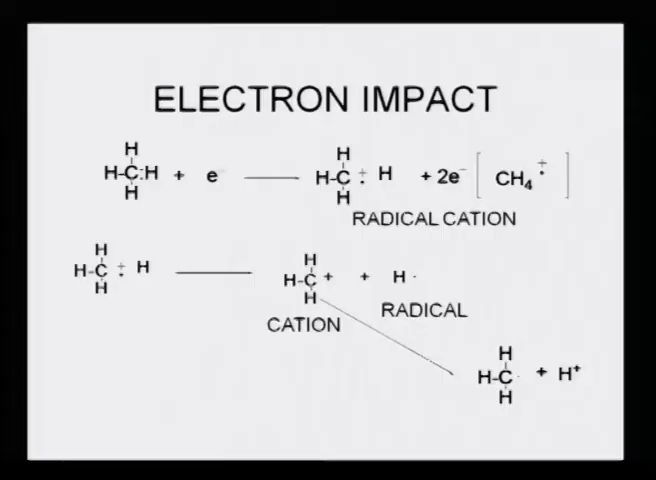 ELECTRON IMPACT
H
H-C:H + e
H
H
H-C⁺. H + 2e⁻ [ CH₄⁺. ]
H
RADICAL CATION
H
H-C⁺. H
H
H
H-C+ + H·
H
CATION
RADICAL
H
H-C· + H⁺
H